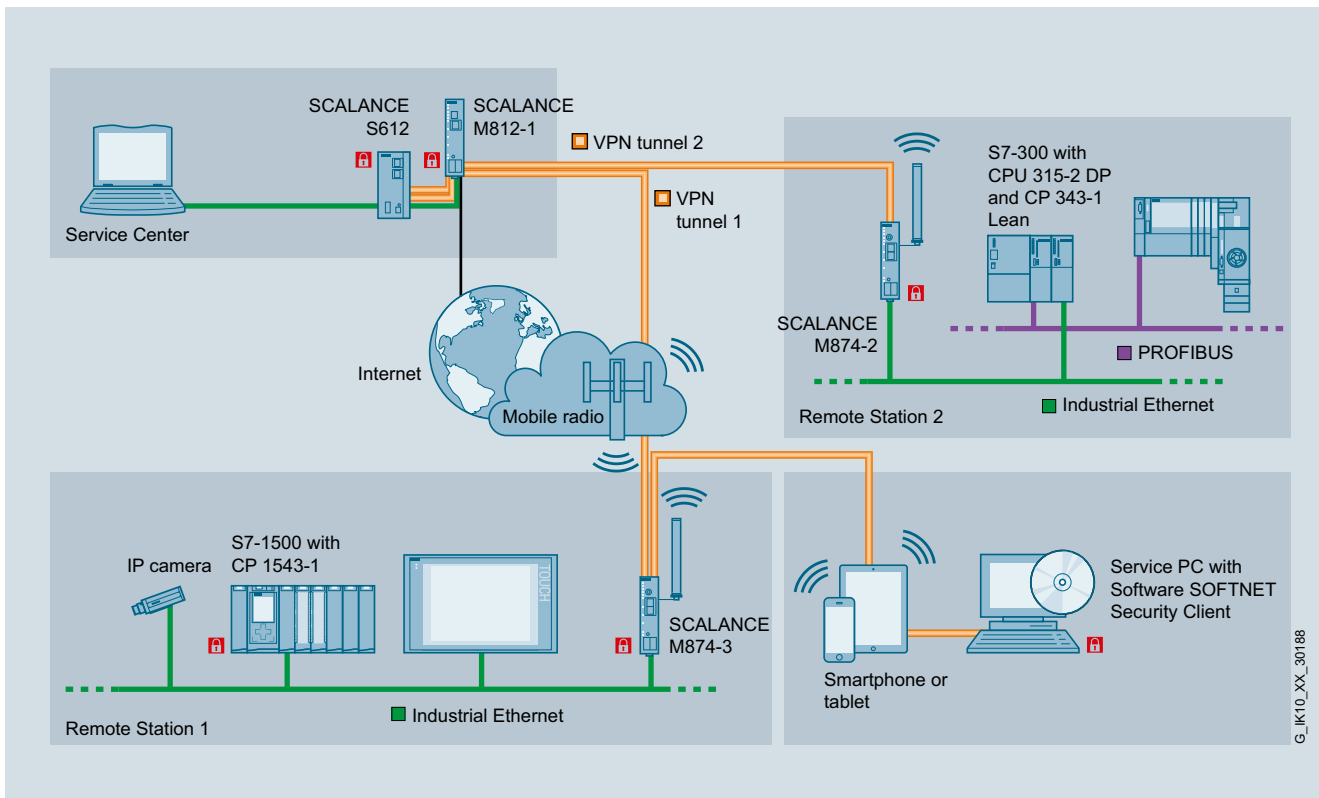 SCALANCE
S612
SCALANCE
M812-1
Service Center
VPN tunnel 2
VPN
tunnel 1
S7-300 with
CPU 315-2 DP
and CP 343-1
Lean
SCALANCE
M874-2
PROFIBUS
Industrial Ethernet
Remote Station 2
Internet
Mobile radio
IP camera
S7-1500 with
CP 1543-1
TOUCH
SCALANCE
M874-3
Industrial Ethernet
Remote Station 1
Smartphone or
tablet
Service PC with
Software SOFTNET
Security Client
G_IK10_XX_30188